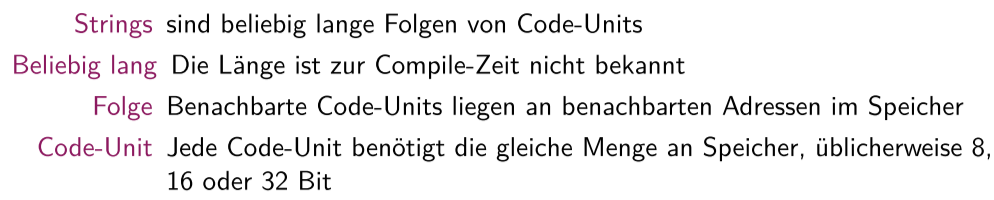 Strings sind beliebig lange Folgen von Code-Units
Beliebig lang Die Länge ist zur Compile-Zeit nicht bekannt
Folge Benachbarte Code-Units liegen an benachbarten Adressen im Speicher
Code-Unit Jede Code-Unit benötigt die gleiche Menge an Speicher, üblicherweise 8,
16 oder 32 Bit